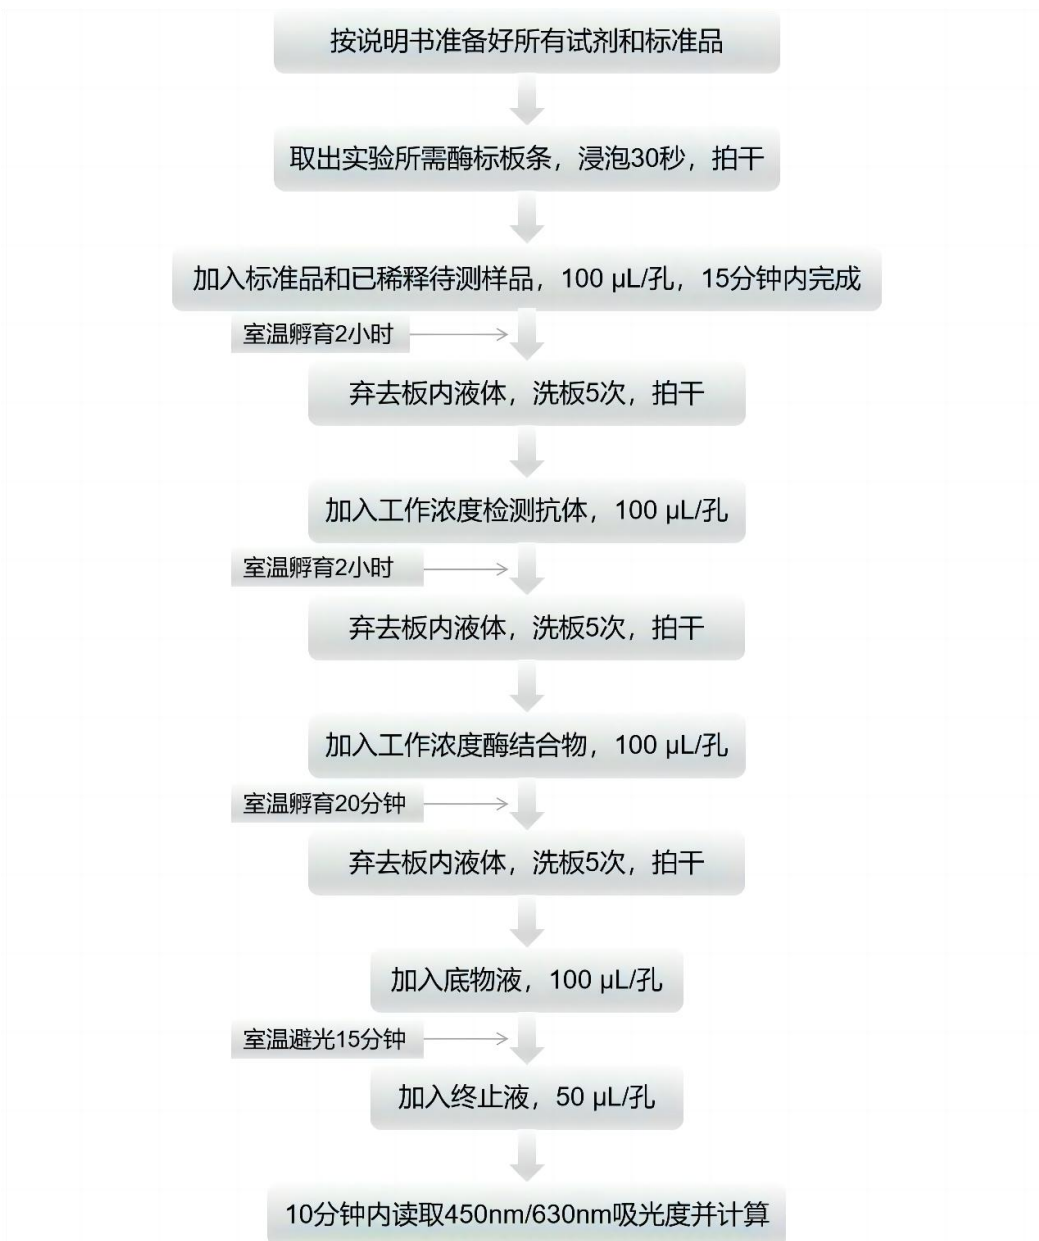 按说明书准备好所有试剂和标准品
取出实验所需酶标板条，浸泡30秒，拍干
加入标准品和已稀释待测样品，100 µL/孔，15分钟内完成
室温孵育2小时
弃去板内液体，洗板5次，拍干
加入工作浓度检测抗体，100 µL/孔
室温孵育2小时
弃去板内液体，洗板5次，拍干
加入工作浓度酶结合物，100 µL/孔
室温孵育20分钟
弃去板内液体，洗板5次，拍干
加入底物液，100 µL/孔
室温避光15分钟
加入终止液，50 µL/孔
10分钟内读取450nm/630nm吸光度并计算